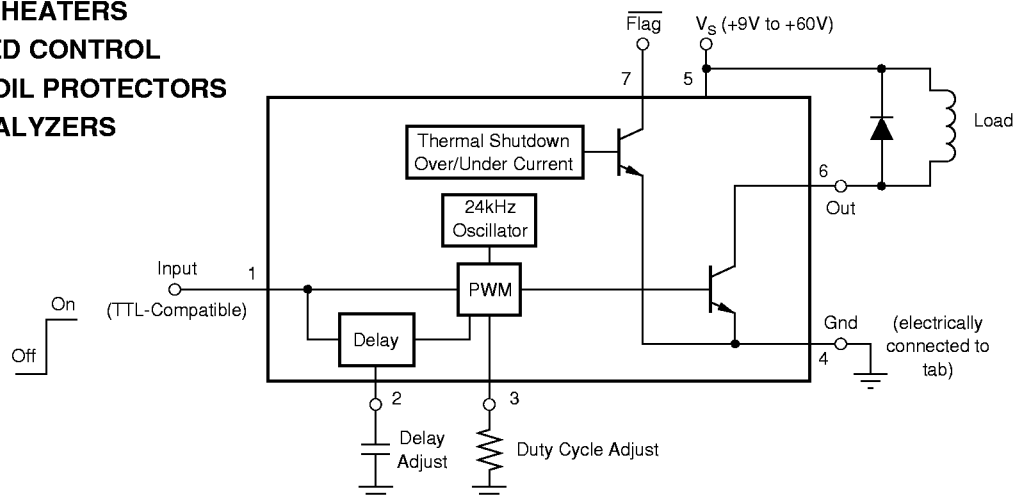 HEATERS
ED CONTROL
OIL PROTECTORS
ALYZERS
Flag
VS (+9V to +60V)
7
5
Thermal Shutdown
Over/Under Current
Load
24kHz
Oscillator
6
Out
Input
1
(TTL-Compatible)
PWM
On
Off
Delay
Gnd
4
(electrically
connected to
tab)
2
3
Delay
Adjust
Duty Cycle Adjust